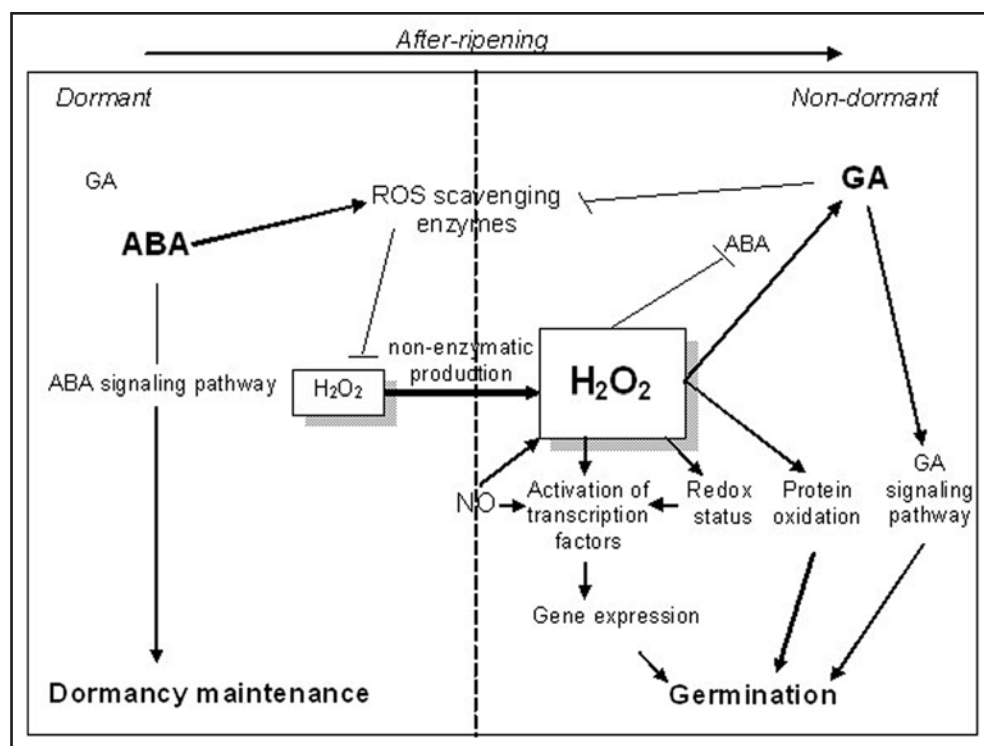 After-ripening
Dormant
Non-dormant
GA
ABA
ROS scavenging
enzymes
GA
ABA
ABA signaling pathway
H₂O₂
non-enzymatic
production
H₂O₂
NO
Activation of
transcription
factors
Redox
status
Protein
oxidation
GA
signaling
pathway
Gene expression
Dormancy maintenance
Germination